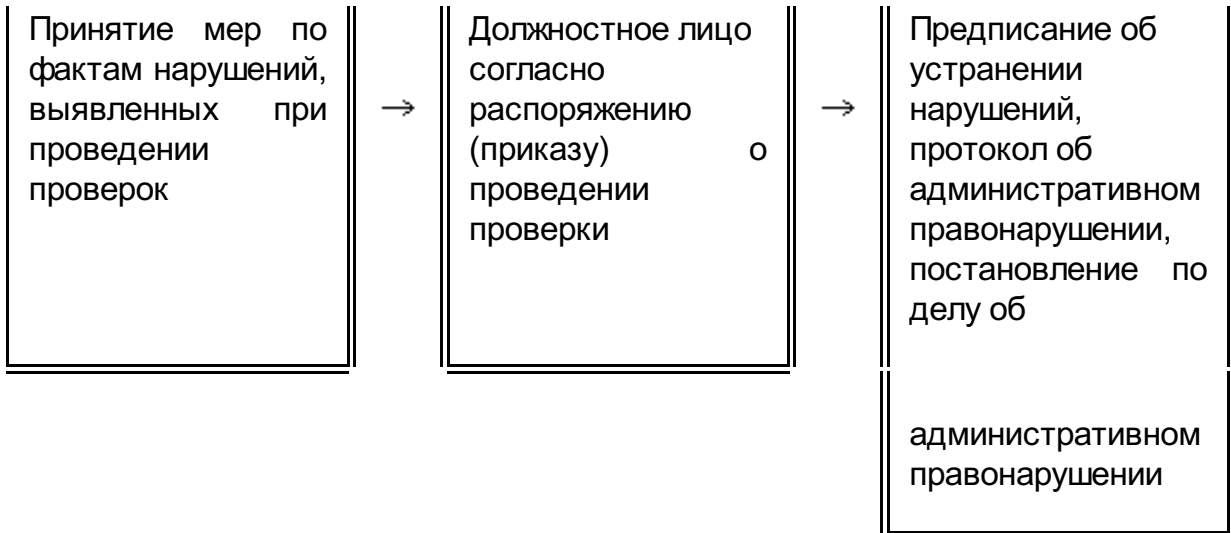 Принятие мер по
фактам нарушений,
выявленных при
проведении
проверок
→
Должностное лицо
согласно
распоряжению
(приказу) о
проведении
проверки
→
Предписание об
устранении
нарушений,
протокол об
административном
правонарушении,
постановление по
делу об
административном
правонарушении